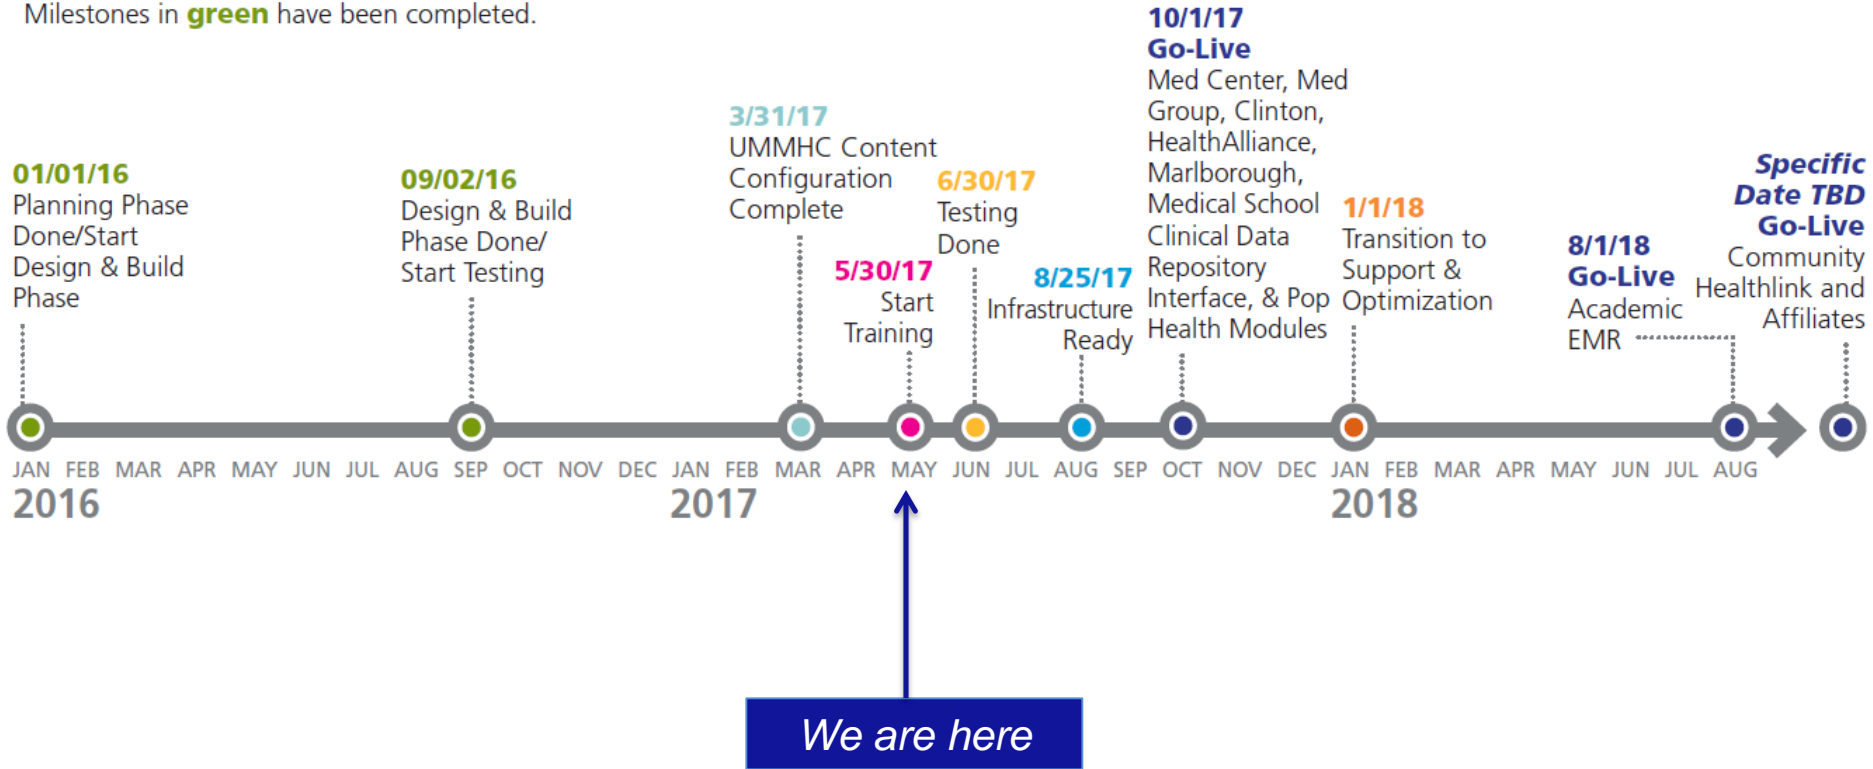 Milestones in green have been completed.
01/01/16
Planning Phase
Done/Start
Design & Build
Phase
09/02/16
Design & Build
Phase Done/
Start Testing
3/31/17
UMMHC Content
Configuration
Complete
5/30/17
Start
Training
6/30/17
Testing
Done
8/25/17
Infrastructure
Ready
10/1/17
Go-Live
Med Center, Med
Group, Clinton,
HealthAlliance,
Marlborough,
Medical School
Clinical Data
Repository
Interface, & Pop
Health Modules
1/1/18
Transition to
Support &
Optimization
8/1/18
Go-Live
Academic
EMR
Specific
Date TBD
Go-Live
Community
Healthlink and
Affiliates
JAN FEB MAR APR MAY JUN JUL AUG SEP OCT NOV DEC JAN FEB MAR APR MAY JUN JUL AUG SEP OCT NOV DEC JAN FEB MAR APR MAY JUN JUL AUG
2016 2017 2018
We are here